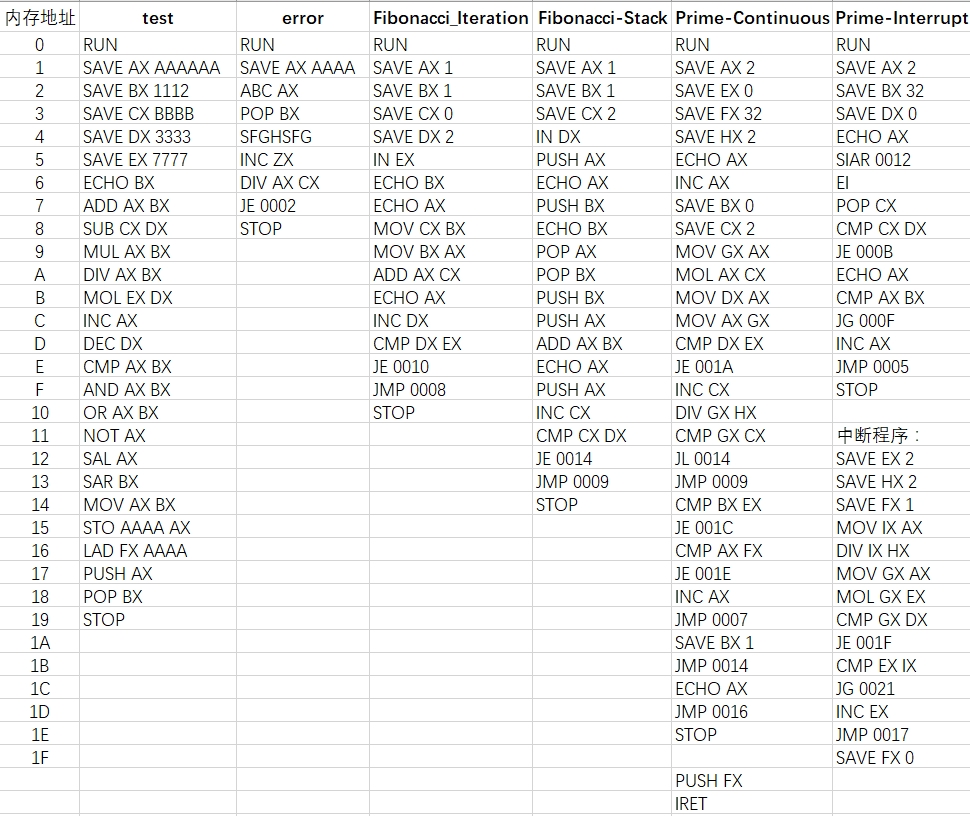 内存地址 test error Fibonacci_Iteration Fibonacci-Stack Prime-Continuous Prime-Interrupt
0 RUN RUN RUN RUN RUN RUN
1 SAVE AX AAAAAA SAVE AX AAAA SAVE AX 1 SAVE AX 1 SAVE AX 2 SAVE AX 2
2 SAVE BX 1112 ABC AX SAVE BX 1 SAVE BX 1 SAVE EX 0 SAVE BX 32
3 SAVE CX BBBB POP BX SAVE CX 0 SAVE CX 2 SAVE FX 32 SAVE DX 0
4 SAVE DX 3333 SFGHSFG SAVE DX 2 IN DX SAVE HX 2 ECHO AX
5 SAVE EX 7777 INC ZX IN EX PUSH AX ECHO AX SIAR 0012
6 ECHO BX DIV AX CX ECHO BX ECHO AX INC AX EI
7 ADD AX BX JE 0002 ECHO AX PUSH BX SAVE BX 0 POP CX
8 SUB CX DX STOP MOV CX BX ECHO BX SAVE CX 2 CMP CX DX
9 MUL AX BX MOV BX AX POP AX MOV GX AX JE 000B
A DIV AX BX ADD AX CX POP BX MOL AX CX ECHO AX
B MOL EX DX ECHO AX PUSH BX MOV DX AX CMP AX BX
C INC AX INC DX PUSH AX MOV AX GX JG 000F
D DEC DX CMP DX EX ADD AX BX CMP DX EX INC AX
E CMP AX BX JE 0010 ECHO AX JE 001A JMP 0005
F AND AX BX JMP 0008 PUSH AX INC CX STOP
10 OR AX BX STOP INC CX DIV GX HX
11 NOT AX CMP CX DX CMP GX CX 中断程序：
12 SAL AX JE 0014 JL 0014 SAVE EX 2
13 SAR BX JMP 0009 JMP 0009 SAVE HX 2
14 MOV AX BX STOP CMP BX EX SAVE FX 1
15 STO AAAA AX JE 001C MOV IX AX
16 LAD FX AAAA CMP AX FX DIV IX HX
17 PUSH AX JE 001E MOV GX AX
18 POP BX INC AX MOL GX EX
19 STOP JMP 0007 CMP GX DX
1A SAVE BX 1 JE 001F
1B JMP 0014 CMP EX IX
1C ECHO AX JG 0021
1D JMP 0016 INC EX
1E STOP JMP 0017
1F SAVE FX 0
PUSH FX
IRET